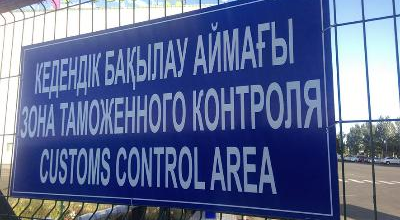 КЕДЕНДІК БАҚЫЛАУ АЙМАҒЫ
ЗОНА ТАМОЖЕННОГО КОНТРОЛЯ
CUSTOMS CONTROL AREA